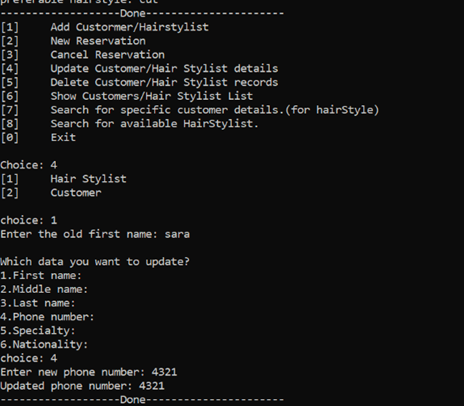 preferable hairstyle: cut
-------------------Done----------------------
[1]     Add Custormer/Hairstylist
[2]     New Reservation
[3]     Cancel Reservation
[4]     Update Customer/Hair Stylist details
[5]     Delete Customer/Hair Stylist records
[6]     Show Customers/Hair Stylist List
[7]     Search for specific customer details.(for hairStyle)
[8]     Search for available HairStylist.
[0]     Exit
Choice: 4
[1]     Hair Stylist
[2]     Customer
choice: 1
Enter the old first name: sara
Which data you want to update?
1.First name:
2.Middle name:
3.Last name:
4.Phone number:
5.Specialty:
6.Nationality:
choice: 4
Enter new phone number: 4321
Updated phone number: 4321
-------------------Done----------------------